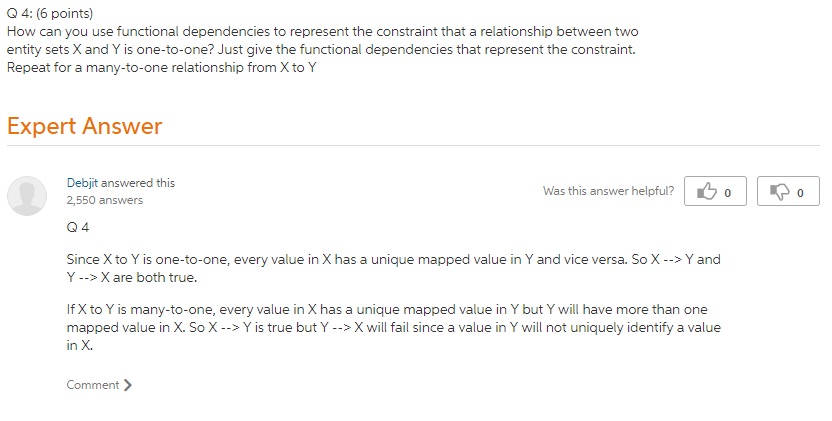 Q 4: (6 points)
How can you use functional dependencies to represent the constraint that a relationship between two
entity sets X and Y is one-to-one? Just give the functional dependencies that represent the constraint.
Repeat for a many-to-one relationship from X to Y
Expert Answer
Debjit answered this
2,550 answers
Was this answer helpful?
0
0
Q 4
Since X to Y is one-to-one, every value in X has a unique mapped value in Y and vice versa. So X --> Y and
Y --> X are both true.
If X to Y is many-to-one, every value in X has a unique mapped value in Y but Y will have more than one
mapped value in X. So X --> Y is true but Y --> X will fail since a value in Y will not uniquely identify a value
in X.
Comment